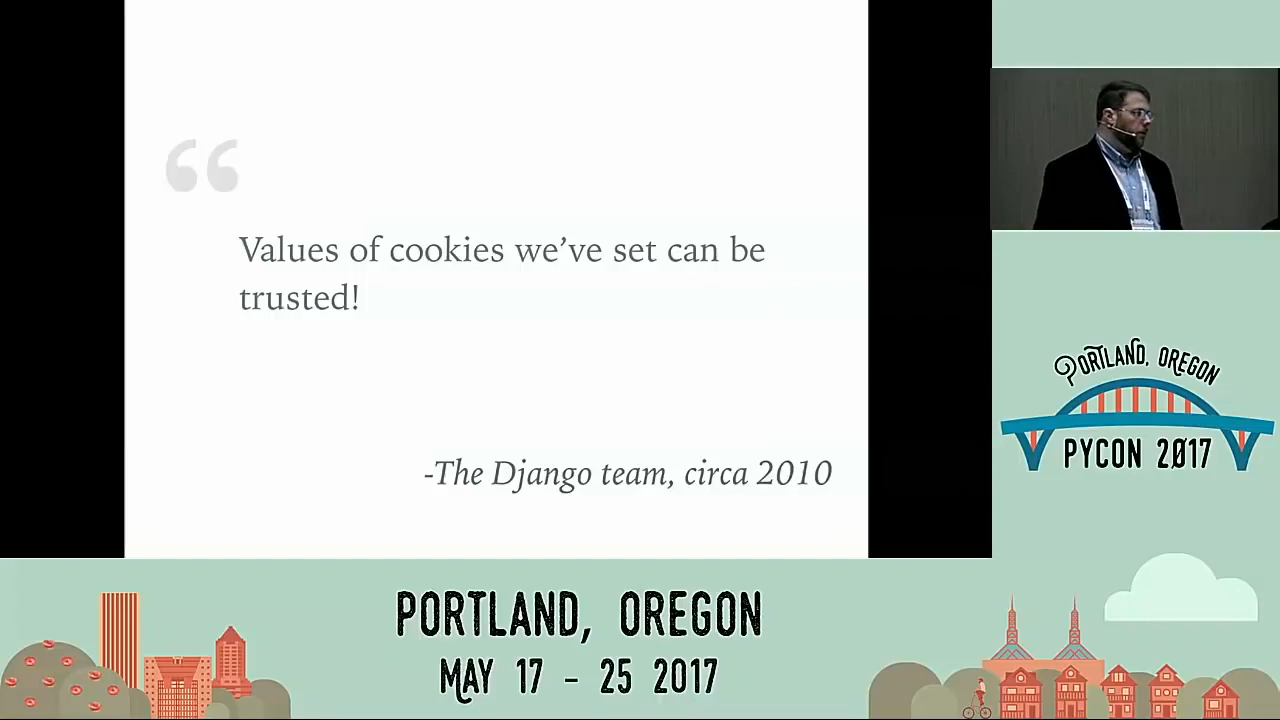 “
Values of cookies we’ve set can be
trusted!
-The Django team, circa 2010
PORTLAND, OREGON
PYCON 2017
PORTLAND, OREGON
MAY 17 - 25 2017